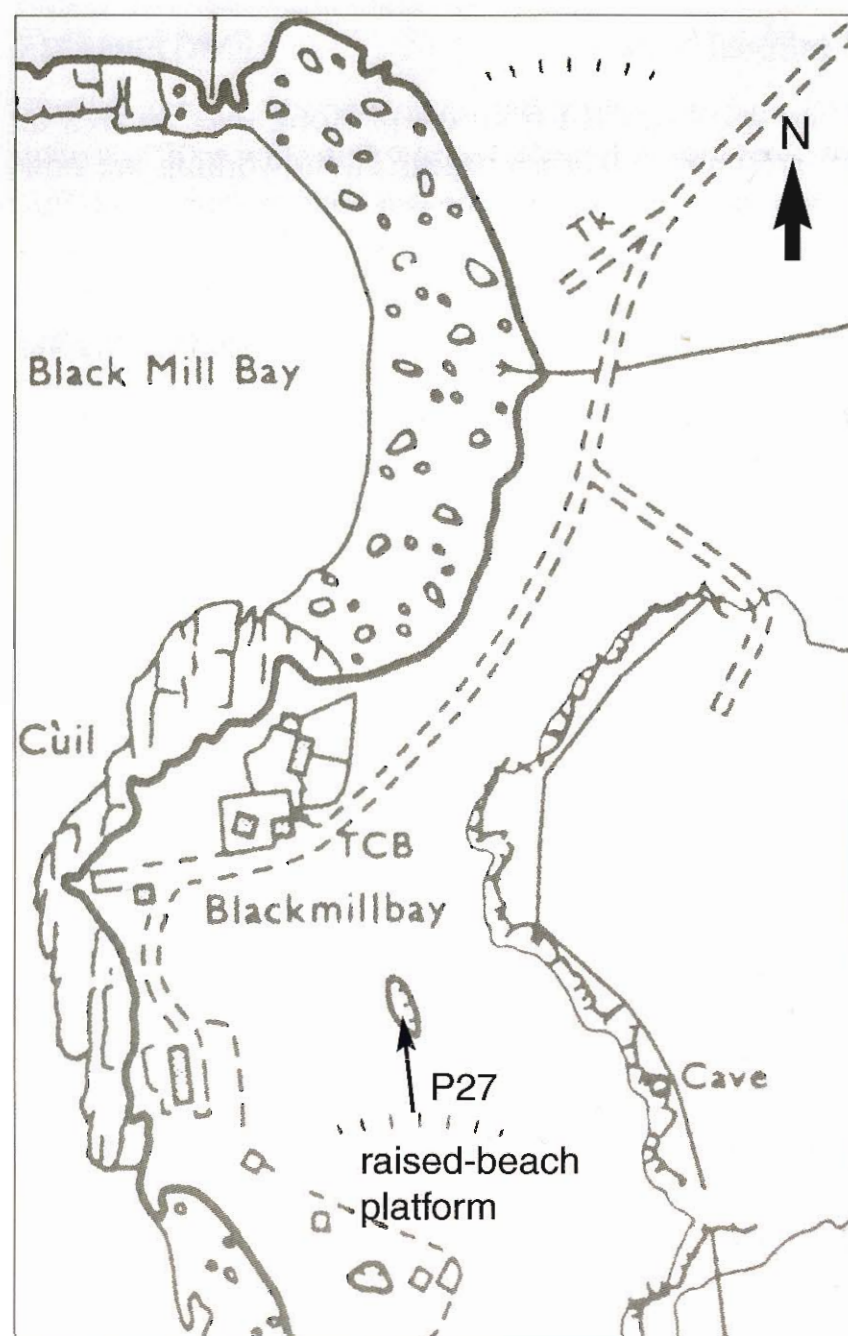 N
Tk
Black Mill Bay
Cùil
TCB
Blackmillbay
P27
Cave
raised-beach
platform